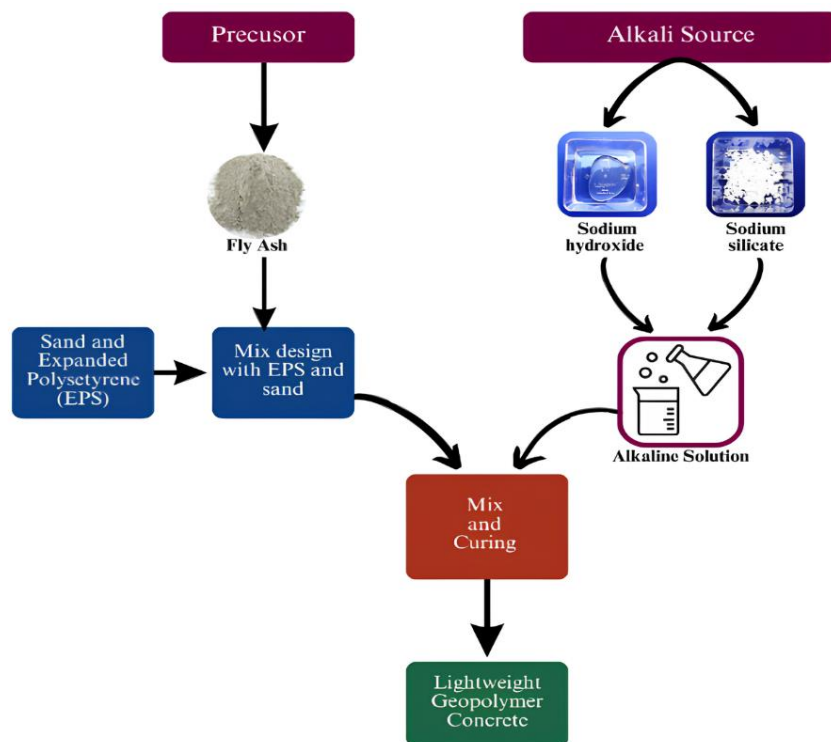 Precusor
Alkali Source
Fly Ash
Sodium
hydroxide
Sodium
silicate
Sand and
Expanded
Polysetyrene
(EPS)
Mix design
with EPS and
sand
Alkaline Solution
Mix
and
Curing
Lightweight
Geopolymer
Concrete